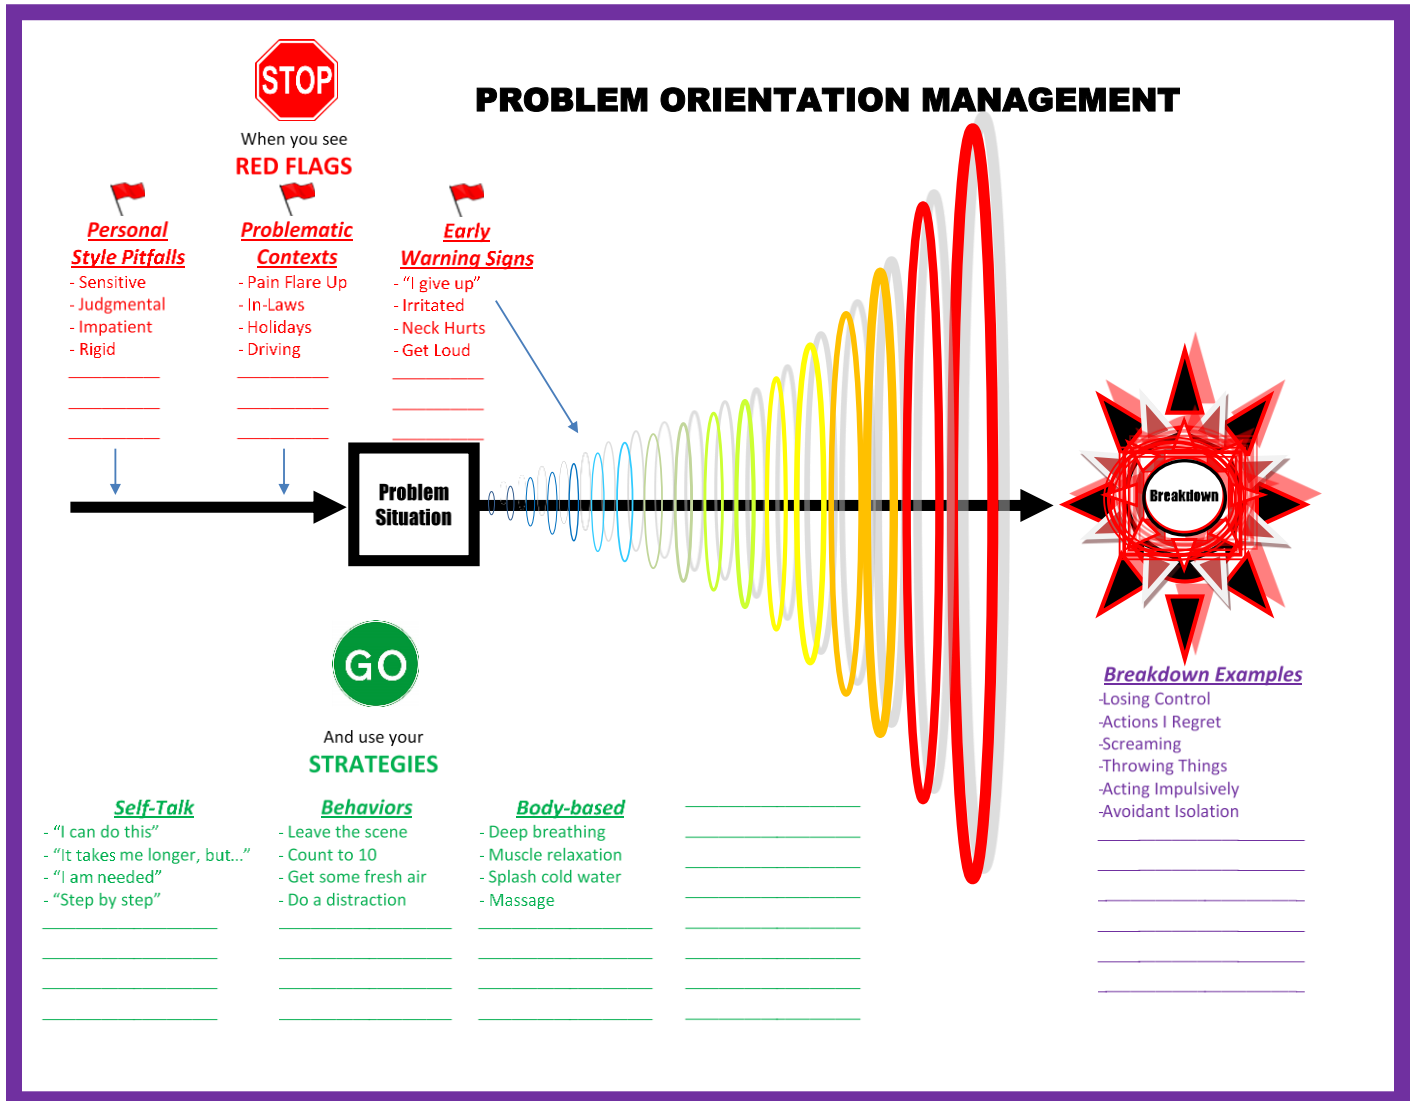 STOP
PROBLEM ORIENTATION MANAGEMENT
When you see
RED FLAGS
Personal
Style Pitfalls
- Sensitive
- Judgmental
- Impatient
- Rigid
Problematic
Contexts
- Pain Flare Up
- In-Laws
- Holidays
- Driving
Early
Warning Signs
- “I give up”
- Irritated
- Neck Hurts
- Get Loud
Problem
Situation
Breakdown
GO
And use your
STRATEGIES
Self-Talk
- “I can do this”
- “It takes me longer, but…”
- “I am needed”
- “Step by step”
Behaviors
- Leave the scene
- Count to 10
- Get some fresh air
- Do a distraction
Body-based
- Deep breathing
- Muscle relaxation
- Splash cold water
- Massage
Breakdown Examples
-Losing Control
-Actions I Regret
-Screaming
-Throwing Things
-Acting Impulsively
-Avoidant Isolation